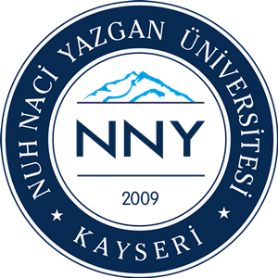 NUH NACİ YAZGAN ÜNİVERSİTESİ
NNY
2009
KAYSERİ